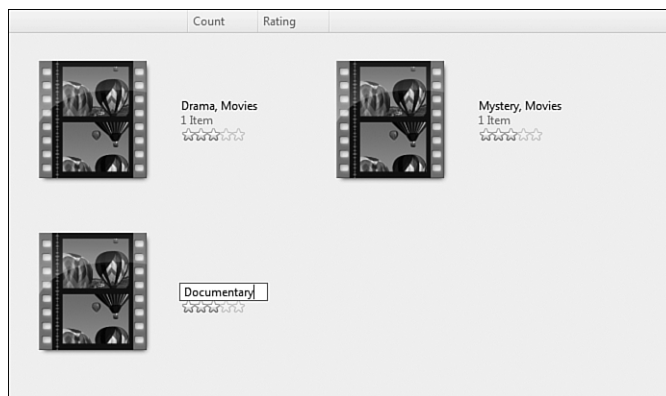 Count Rating
Drama, Movies
1 Item
Mystery, Movies
1 Item
Documentary